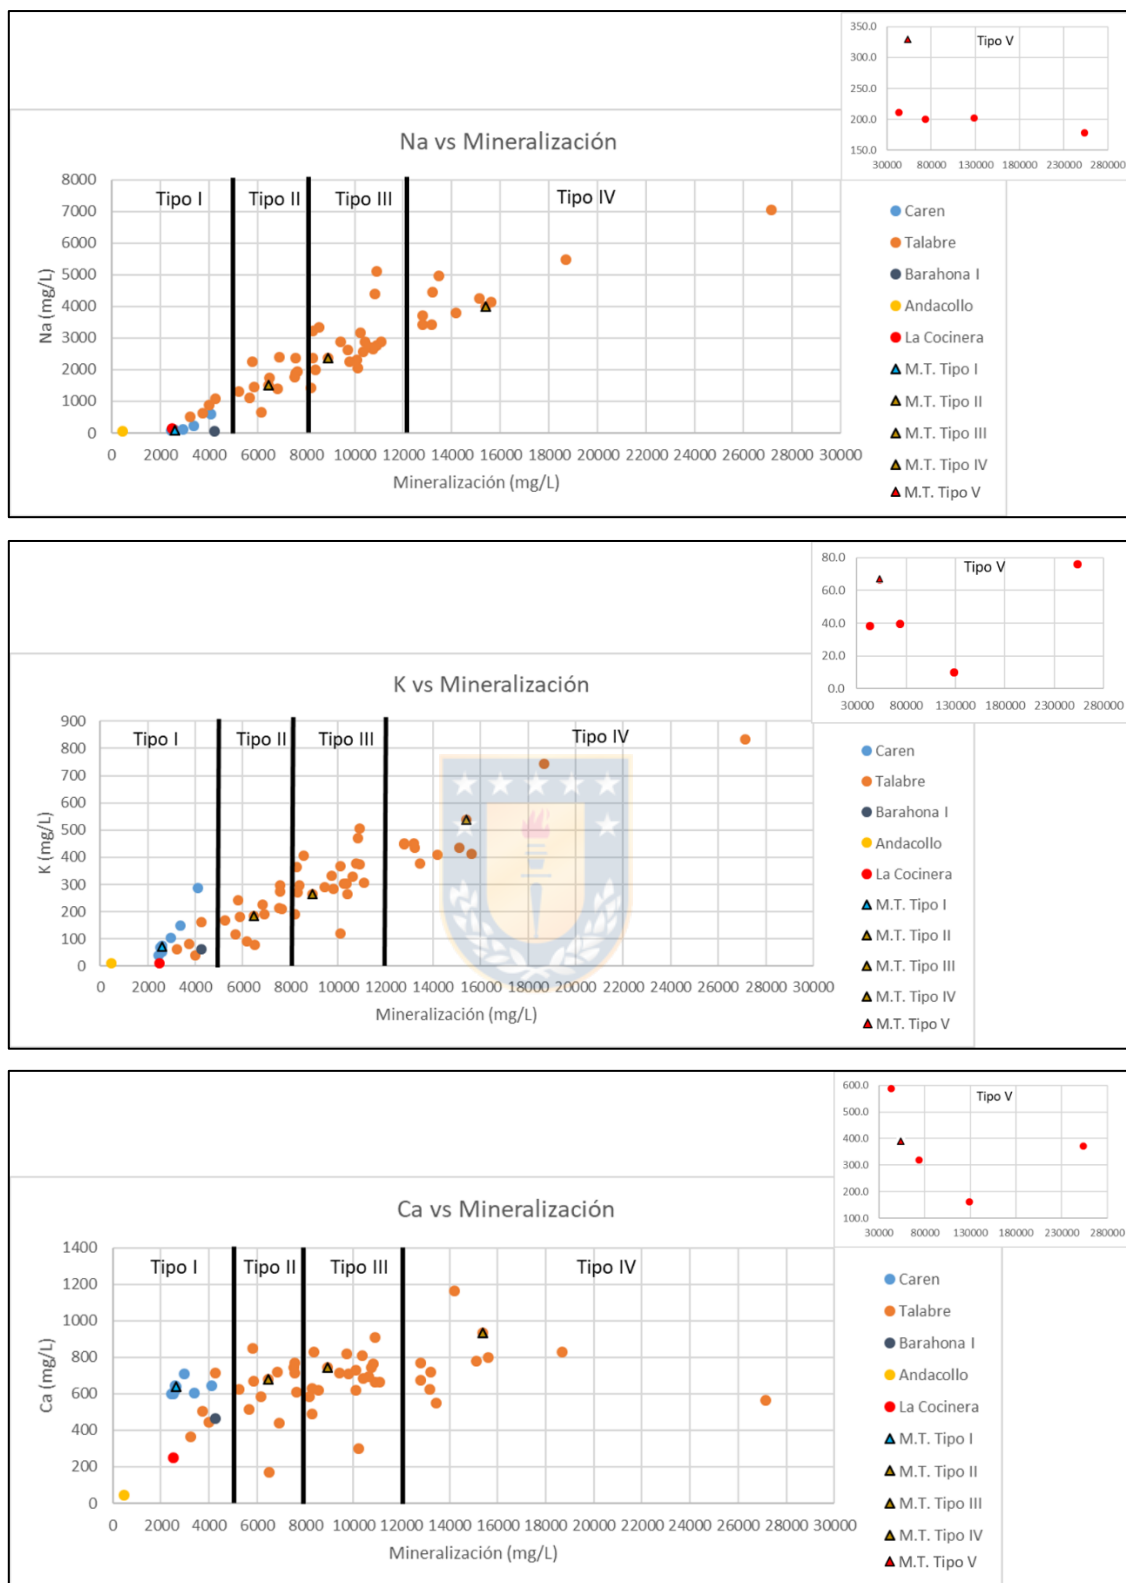 350.0
Tipo V
300.0
250.0
200.0
150.0
30000 80000 130000 180000 230000 280000
Na vs Mineralización
8000
Tipo I Tipo II Tipo III Tipo IV
7000
6000
5000
4000
3000
2000
1000
0
Na (mg/L)
0 2000 4000 6000 8000 10000 12000 14000 16000 18000 20000 22000 24000 26000 28000 30000
Mineralización (mg/L)
Caren
Talabre
Barahona I
Andacollo
La Cocinera
M.T. Tipo I
M.T. Tipo II
M.T. Tipo III
M.T. Tipo IV
M.T. Tipo V
80.0
Tipo V
60.0
40.0
20.0
0.0
30000 80000 130000 180000 230000 280000
K vs Mineralización
900
Tipo I Tipo II Tipo III Tipo IV
800
700
600
500
400
300
200
100
0
K (mg/L)
0 2000 4000 6000 8000 10000 12000 14000 16000 18000 20000 22000 24000 26000 28000 30000
Mineralización (mg/L)
Caren
Talabre
Barahona I
Andacollo
La Cocinera
M.T. Tipo I
M.T. Tipo II
M.T. Tipo III
M.T. Tipo IV
M.T. Tipo V
600.0
Tipo V
500.0
400.0
300.0
200.0
100.0
30000 80000 130000 180000 230000 280000
Ca vs Mineralización
1400
Tipo I Tipo II Tipo III Tipo IV
1200
1000
800
600
400
200
0
Ca (mg/L)
0 2000 4000 6000 8000 10000 12000 14000 16000 18000 20000 22000 24000 26000 28000 30000
Mineralización (mg/L)
Caren
Talabre
Barahona I
Andacollo
La Cocinera
M.T. Tipo I
M.T. Tipo II
M.T. Tipo III
M.T. Tipo IV
M.T. Tipo V